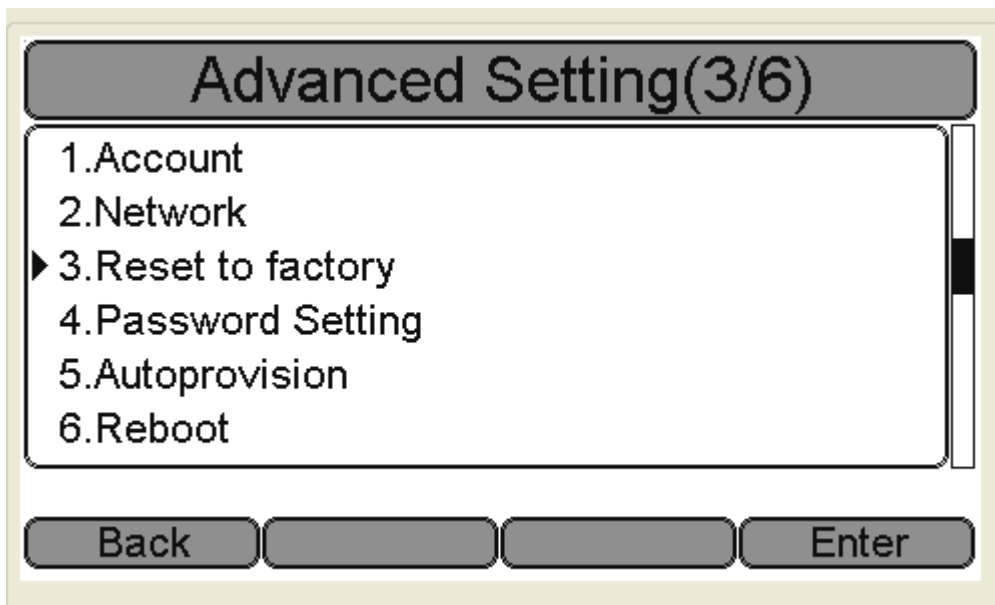 Advanced Setting(3/6)
1.Account
2.Network
3.Reset to factory
4.Password Setting
5.Autoprovision
6.Reboot
Back Enter